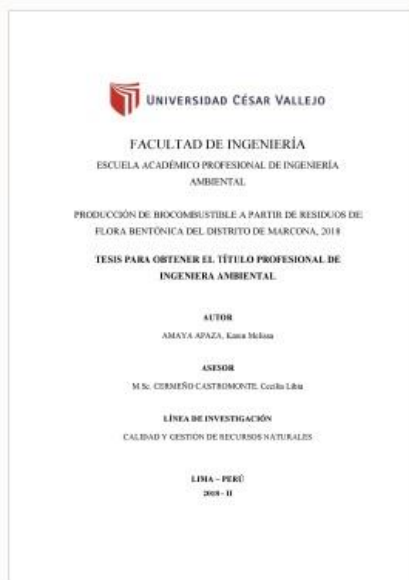 UNIVERSIDAD CÉSAR VALLEJO
FACULTAD DE INGENIERÍA
ESCUELA ACADÉMICO PROFESIONAL DE INGENIERÍA
AMBIENTAL
PRODUCCIÓN DE BIOCOMBUSTIBLE A PARTIR DE RESIDUOS DE
FLORA BENTÓNICA DEL DISTRITO DE MARCONA, 2018
TESIS PARA OBTENER EL TÍTULO PROFESIONAL DE
INGENIERA AMBIENTAL
AUTOR
AMAYA APAZA, Karen Melissa
ASESOR
M.Sc. CERMEÑO CASTROMONTE, Cecilia Libia
LÍNEA DE INVESTIGACIÓN
CALIDAD Y GESTIÓN DE RECURSOS NATURALES
LIMA – PERÚ
2018 - II